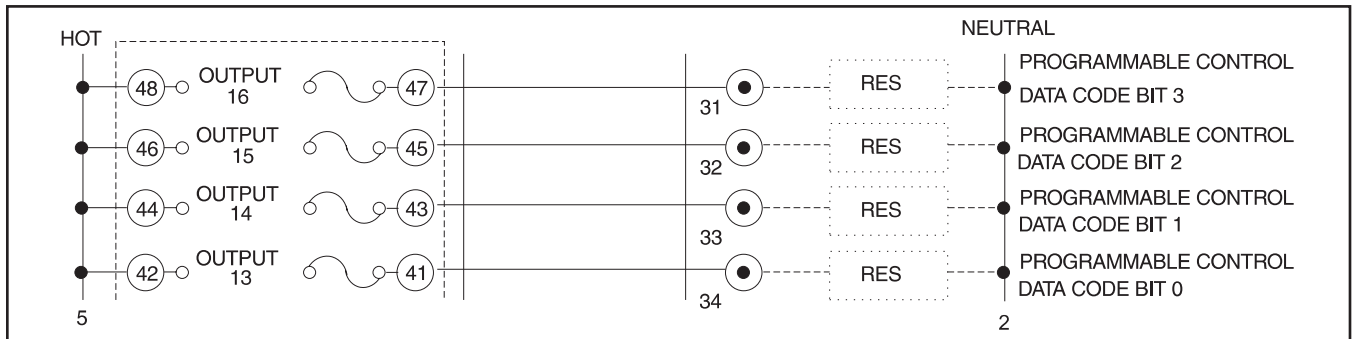 HOT
NEUTRAL
48 OUTPUT 16 47 31 RES PROGRAMMABLE CONTROL
DATA CODE BIT 3
46 OUTPUT 15 45 32 RES PROGRAMMABLE CONTROL
DATA CODE BIT 2
44 OUTPUT 14 43 33 RES PROGRAMMABLE CONTROL
DATA CODE BIT 1
42 OUTPUT 13 41 34 RES PROGRAMMABLE CONTROL
DATA CODE BIT 0
5
2